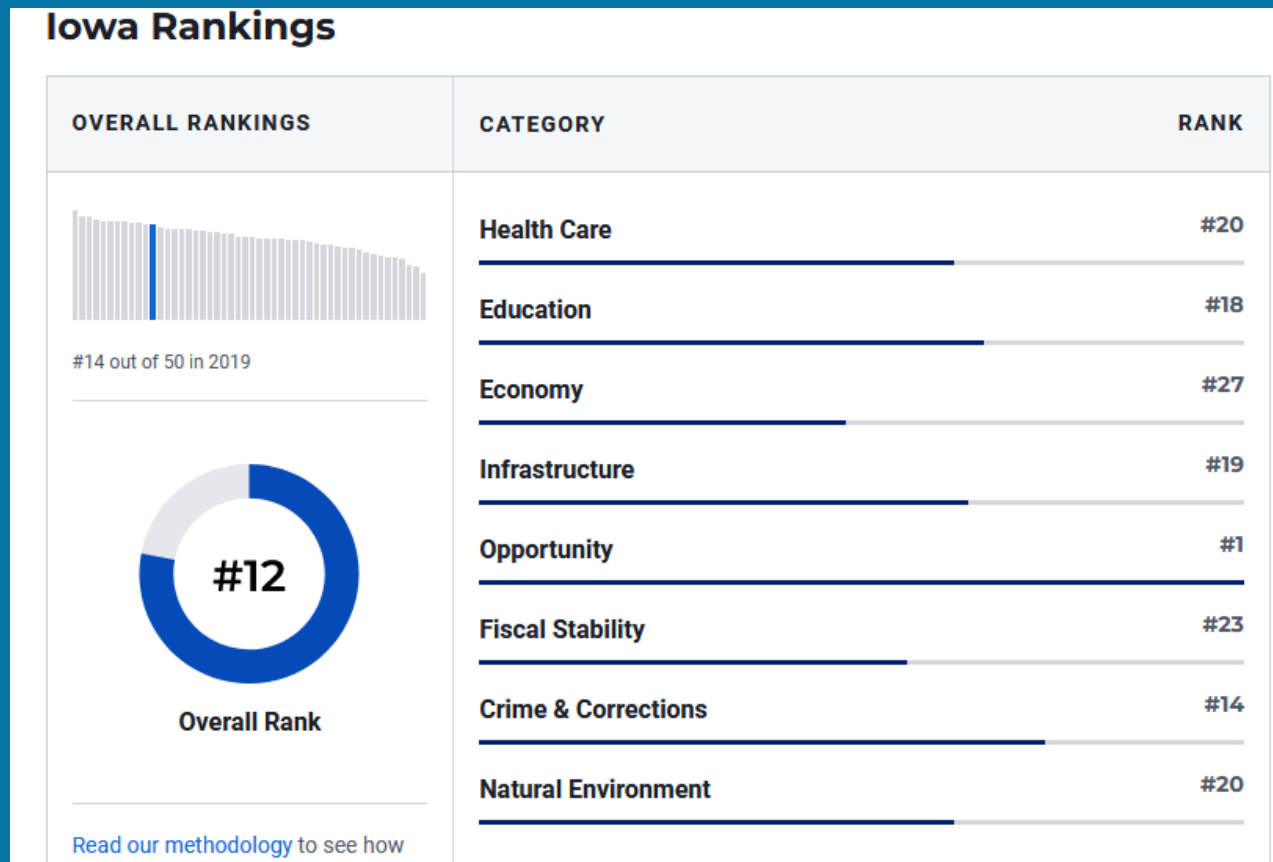 Iowa Rankings
OVERALL RANKINGS
#14 out of 50 in 2019
#12
Overall Rank
Read our methodology to see how
CATEGORY RANK
Health Care #20
Education #18
Economy #27
Infrastructure #19
Opportunity #1
Fiscal Stability #23
Crime & Corrections #14
Natural Environment #20